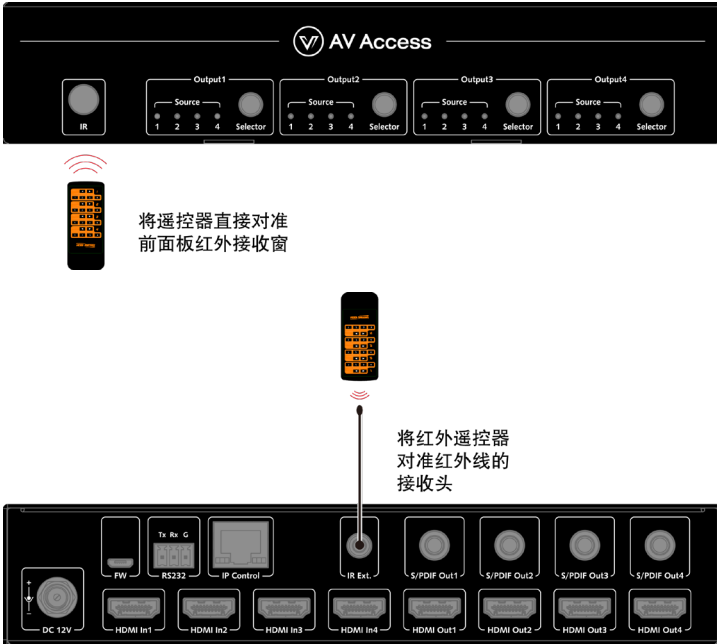 AV Access
Output1 Output2 Output3 Output4
Source Source Source Source
IR 1 2 3 4 Selector 1 2 3 4 Selector 1 2 3 4 Selector 1 2 3 4 Selector
将遥控器直接对准
前面板红外接收窗
将红外遥控器
对准红外线的
接收头
Tx Rx G
FW RS232 IP Control IR Ext. S/PDIF Out1 S/PDIF Out2 S/PDIF Out3 S/PDIF Out4
+
-
DC 12V HDMI In1 HDMI In2 HDMI In3 HDMI In4 HDMI Out1 HDMI Out2 HDMI Out3 HDMI Out4